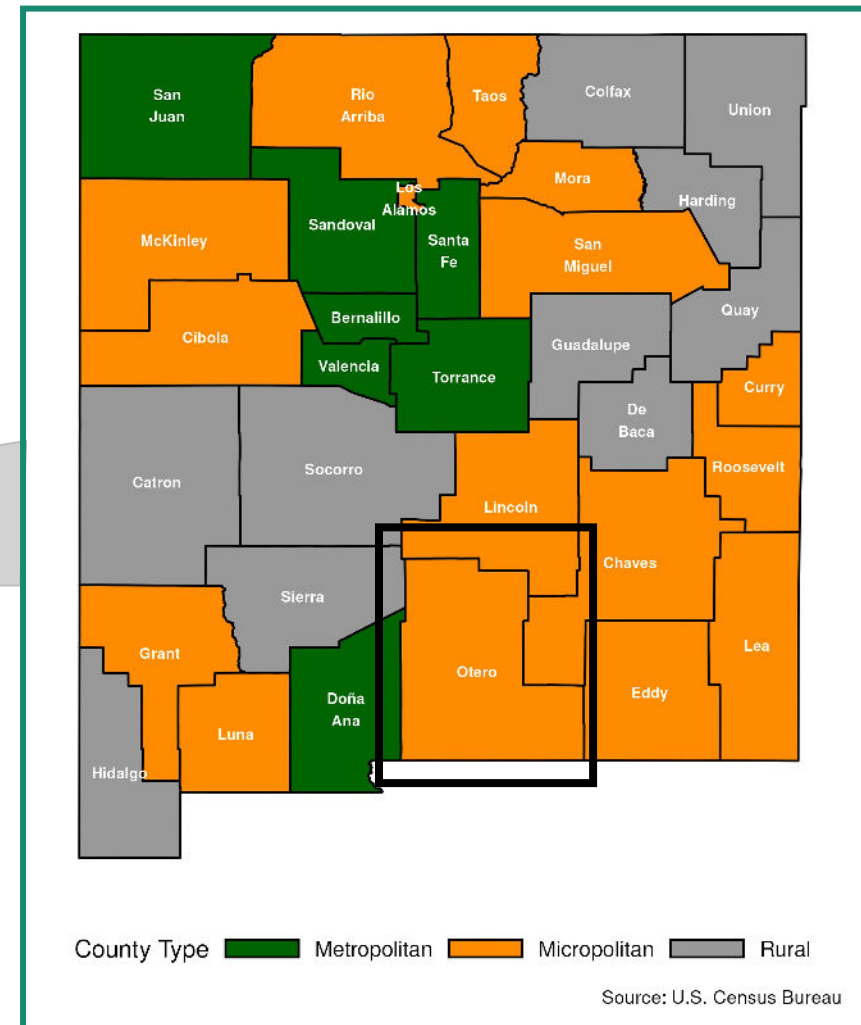 San
Juan
Rio
Arriba
Taos
Colfax
Union
Mora
Harding
Los
Alamos
Sandoval
Santa
Fe
McKinley
San
Miguel
Quay
Bernalillo
Cibola
Guadalupe
Valencia
Torrance
Curry
De
Baca
Roosevelt
Socorro
Catron
Lincoln
Chaves
Sierra
Grant
Otero
Lea
Doña
Ana
Eddy
Luna
Hidalgo
County Type Metropolitan Micropolitan Rural
Source: U.S. Census Bureau